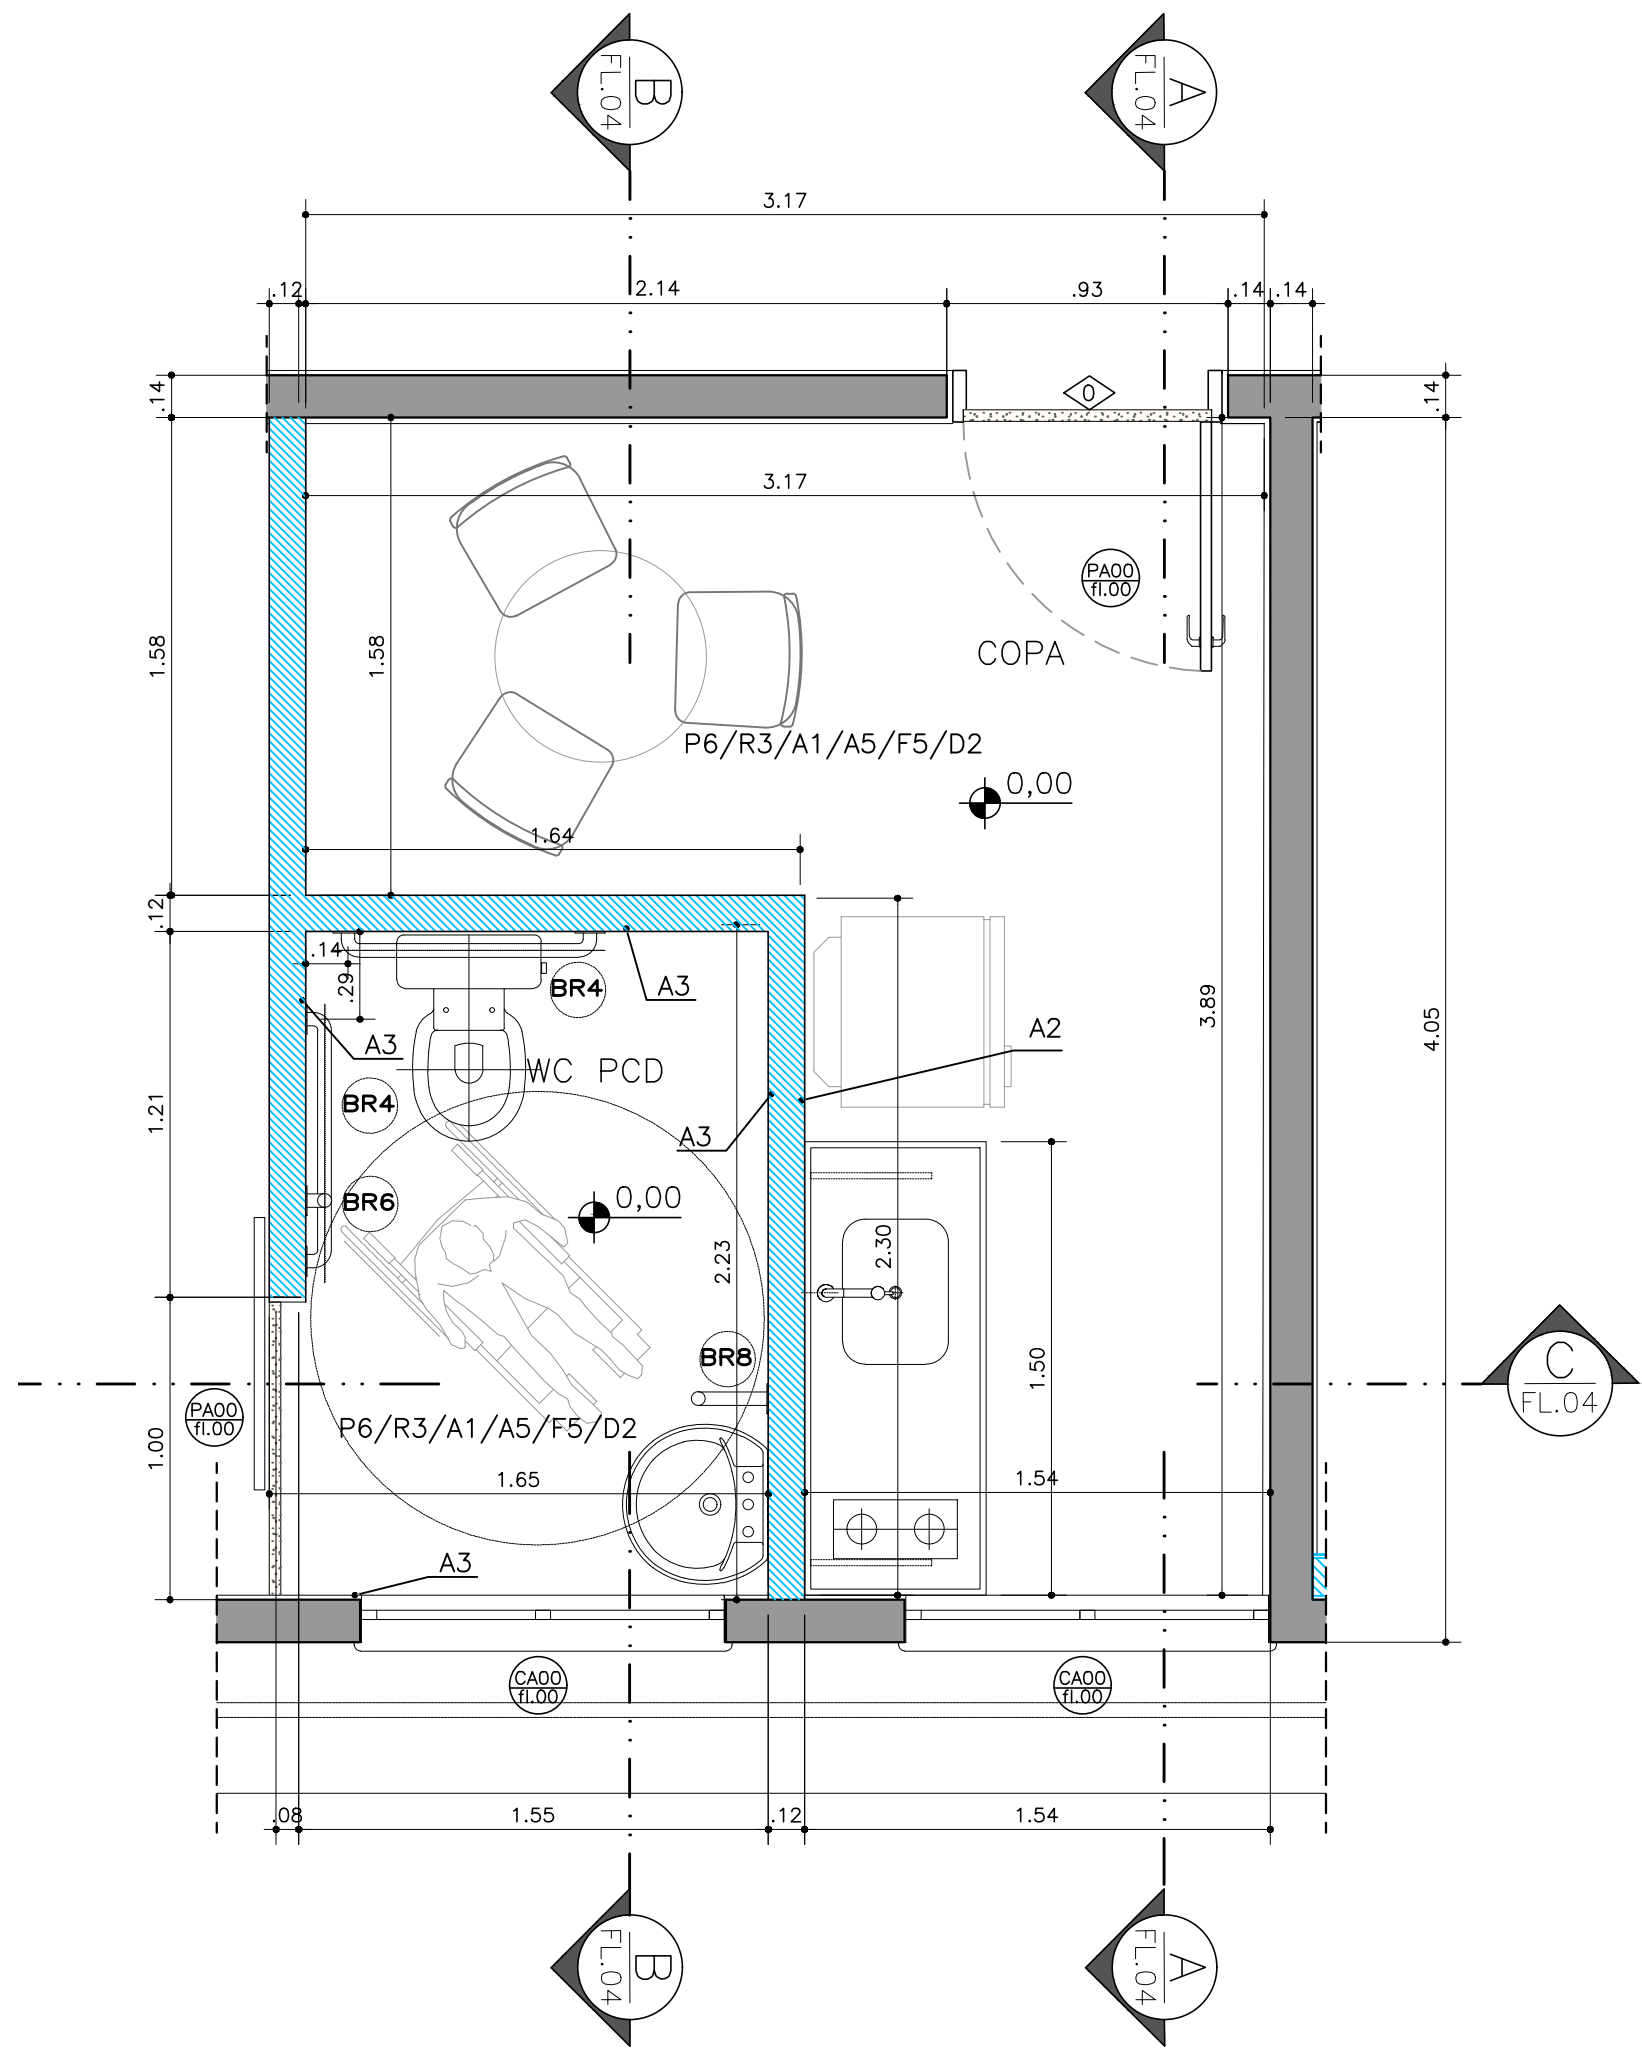 B
FL.04
A
FL.04
3.17
.12
2.14
.93
.14
.14
.14
0
.14
3.17
PA00
fl.00
COPA
1.58
1.58
P6/R3/A1/A5/F5/D2
0,00
1.64
.12
.14
.29
BR4
A3
3.89
4.05
A2
A3
WC PCD
BR4
1.21
A3
BR6
0,00
2.23
2.30
BR8
1.50
C
FL.04
PA00
fl.00
P6/R3/A1/A5/F5/D2
1.00
1.65
1.54
A3
CA00
fl.00
CA00
fl.00
.08
1.55
.12
1.54
B
FL.04
A
FL.04